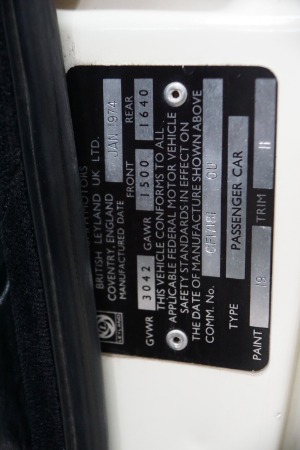 MOTORS
BRITISH LEYLAND UK LTD.
COVENTRY, ENGLAND
MANUFACTURED DATE JAN 1974
GVWR 3042 GAWR FRONT 1500 REAR 1640
THIS VEHICLE CONFORMS TO ALL
APPLICABLE FEDERAL MOTOR VEHICLE
SAFETY STANDARDS IN EFFECTION
THE DATE OF MANUFACTURE SHOWN ABOVE
COMM. No.
TYPE PASSENGER CAR
PAINT 19 TRIM 11